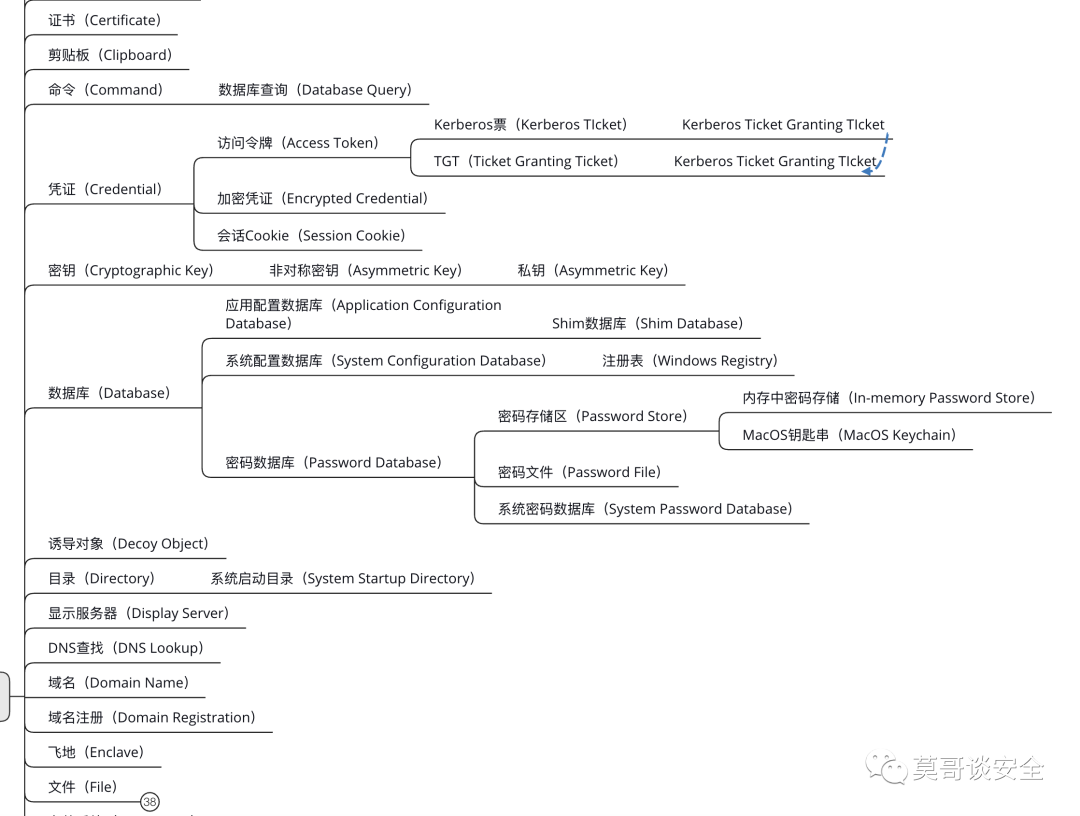 证书（Certificate）
剪贴板（Clipboard）
命令（Command）
数据库查询（Database Query）
凭证（Credential）
访问令牌（Access Token）
Kerberos票（Kerberos TIcket）
Kerberos Ticket Granting TIcket
TGT（Ticket Granting Ticket）
Kerberos Ticket Granting TIcket
加密凭证（Encrypted Credential）
会话Cookie（Session Cookie）
密钥（Cryptographic Key）
非对称密钥（Asymmetric Key）
私钥（Asymmetric Key）
数据库（Database）
应用配置数据库（Application Configuration
Database）
Shim数据库（Shim Database）
系统配置数据库（System Configuration Database）
注册表（Windows Registry）
密码数据库（Password Database）
密码存储区（Password Store）
内存中密码存储（In-memory Password Store）
MacOS钥匙串（MacOS Keychain）
密码文件（Password File）
系统密码数据库（System Password Database）
诱导对象（Decoy Object）
目录（Directory）
系统启动目录（System Startup Directory）
显示服务器（Display Server）
DNS查找（DNS Lookup）
域名（Domain Name）
域名注册（Domain Registration）
飞地（Enclave）
文件（File）
38
莫哥谈安全